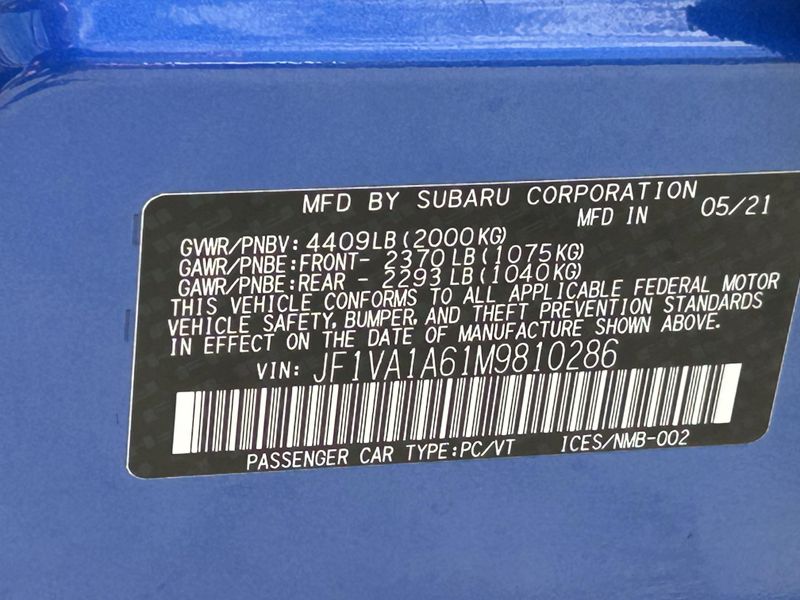 MFD BY SUBARU CORPORATION
MFD IN 05/21
GVWR/PNBV: 4409LB(2000KG)
GAWR/PNBE:FRONT- 2370LB(1075KG)
GAWR/PNBE:REAR - 2293LB(1040KG)
THIS VEHICLE CONFORMS TO ALL APPLICABLE FEDERAL MOTOR
VEHICLE SAFETY, BUMPER, AND THEFT PREVENTION STANDARDS
IN EFFECT ON THE DATE OF MANUFACTURE SHOWN ABOVE.
VIN: JF1VA1A61M9810286
PASSENGER CAR TYPE:PC/VT ICES/NMB-002